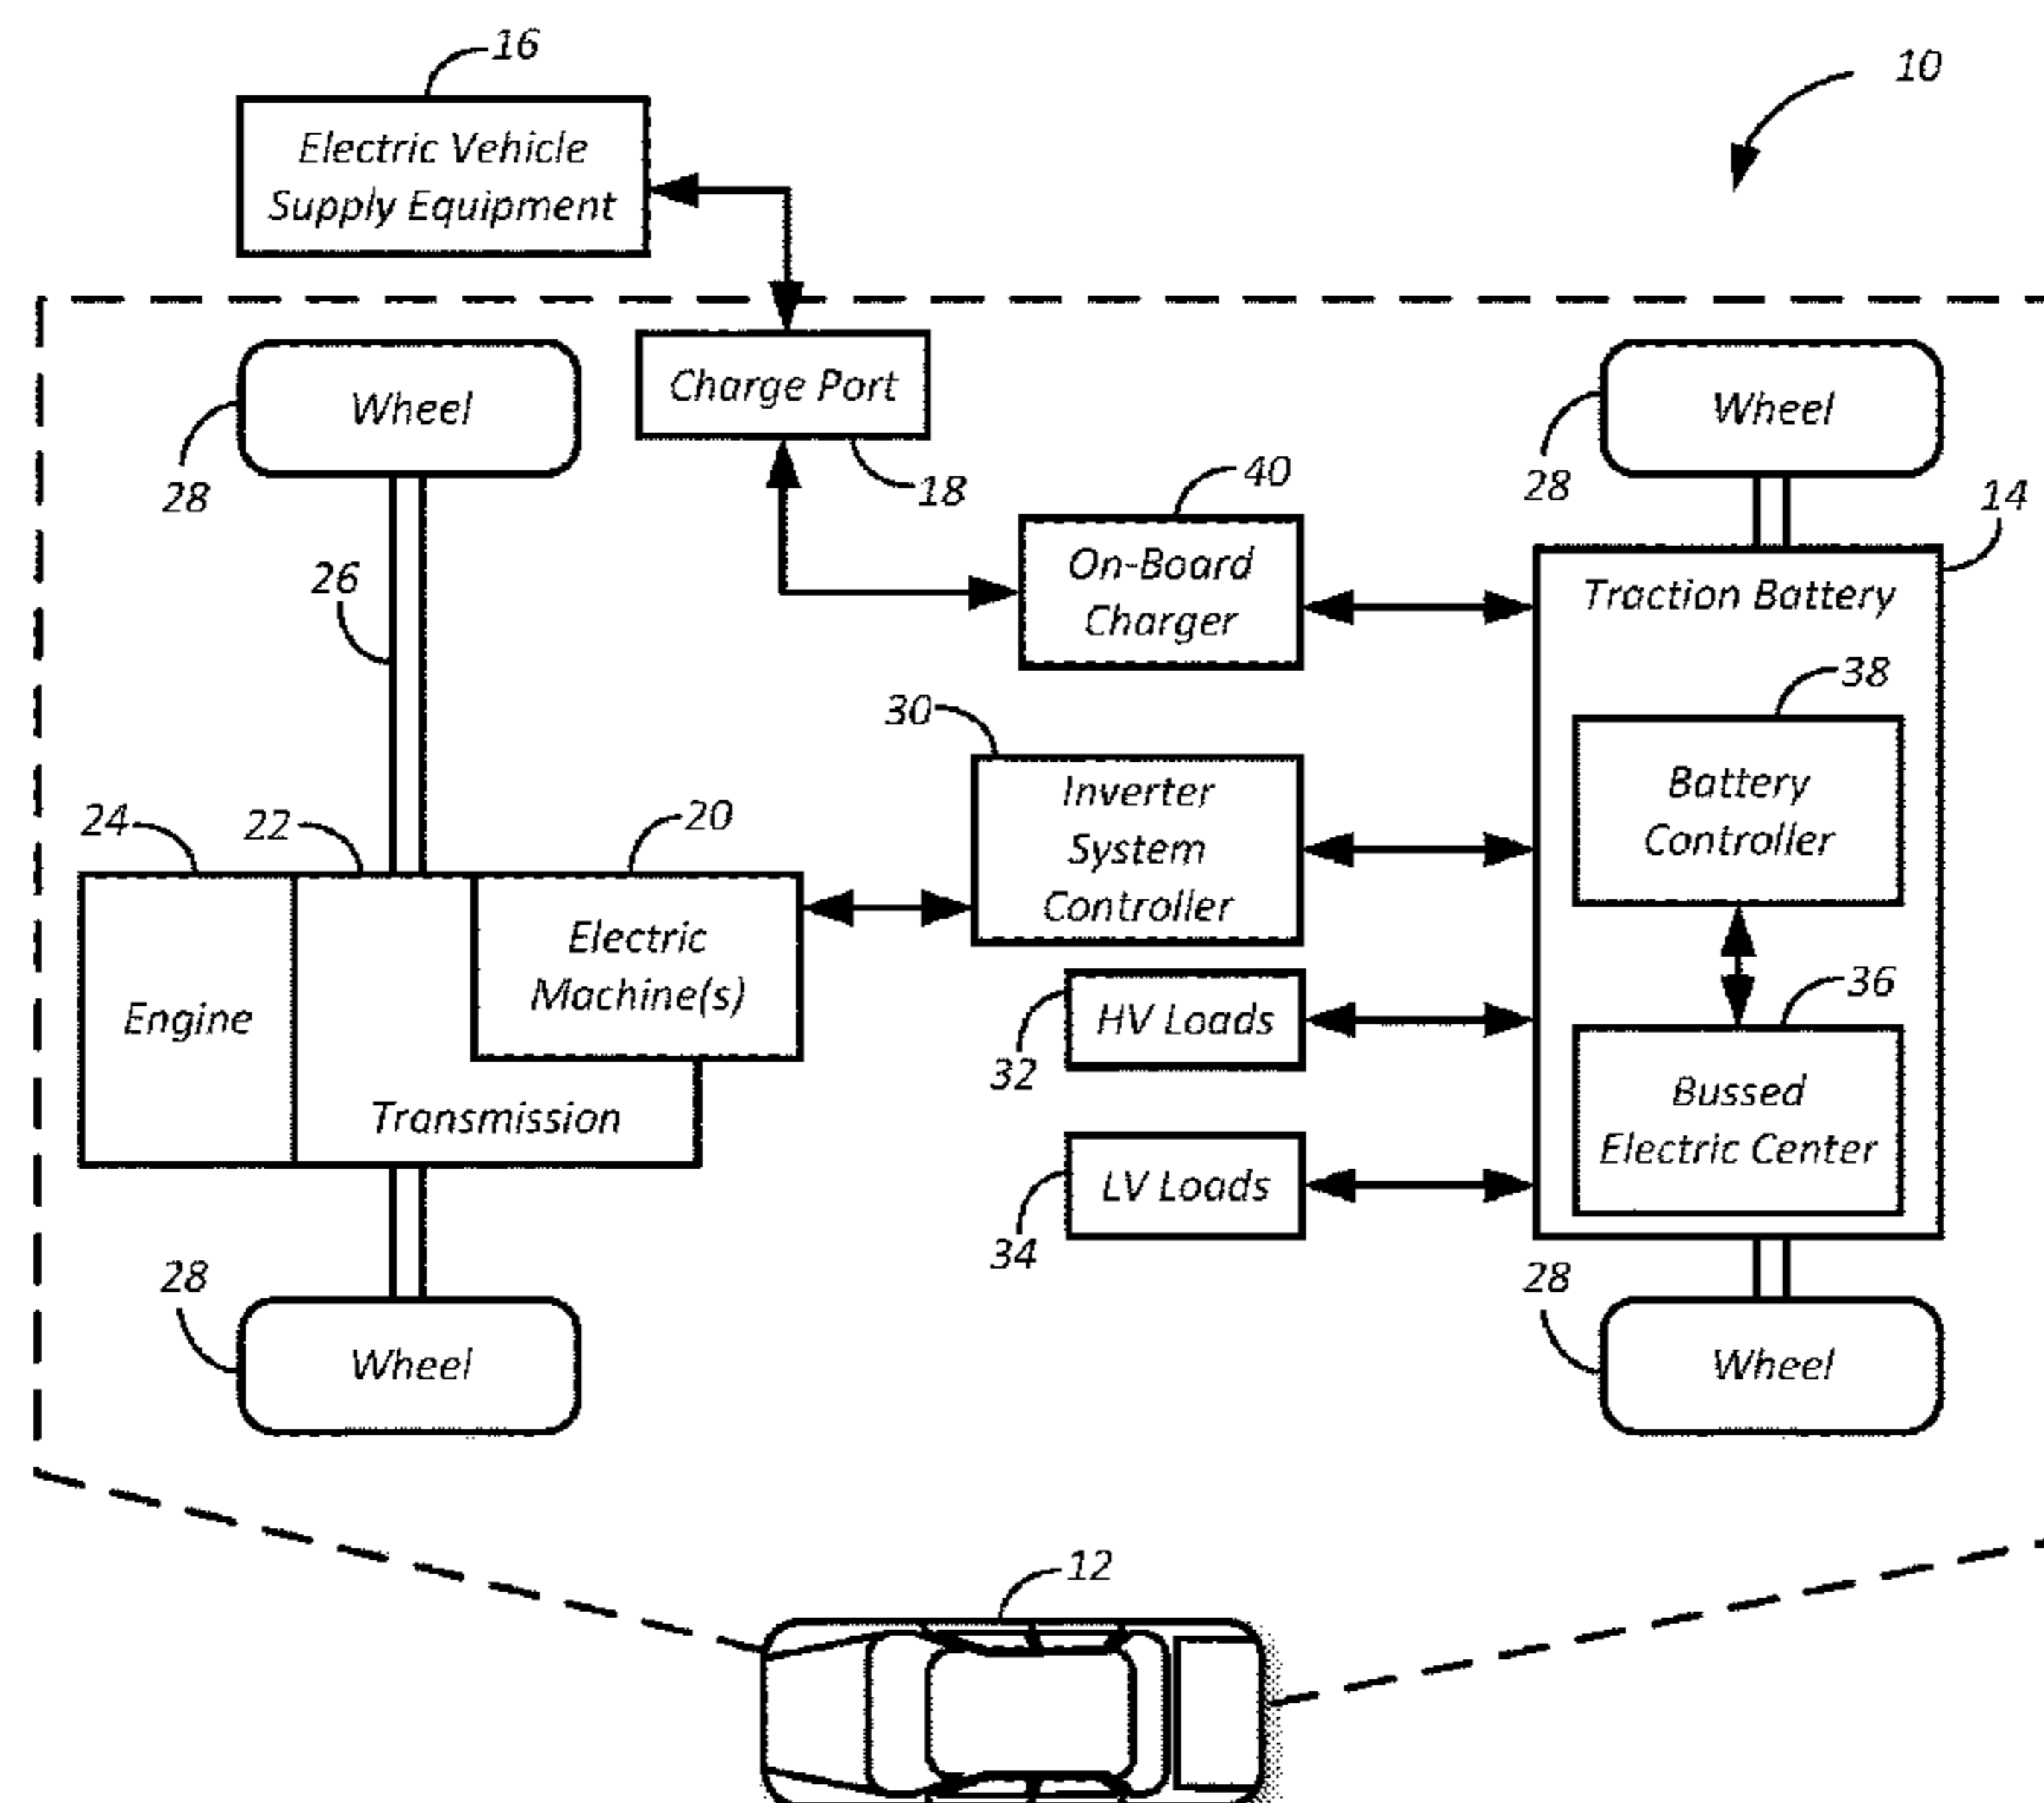 16
10
Electric Vehicle
Supply Equipment
Wheel
Charge Port
Wheel
28
18
40
28
14
26
On-Board
Charger
Traction Battery
38
30
Inverter
System
Controller
Battery
Controller
24
22
20
Electric
Machine(s)
Engine
Transmission
36
HV Loads
32
Bussed
Electric Center
LV Loads
34
28
28
Wheel
Wheel
12